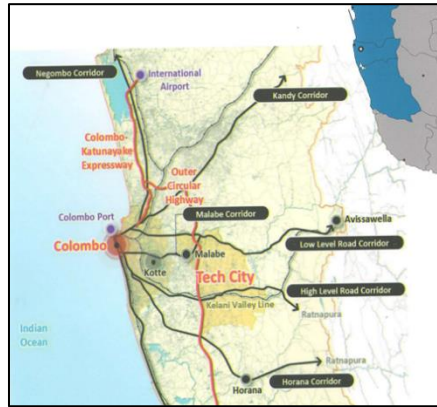 Negombo Corridor
International
Airport
Kandy Corridor
Colombo-
Katunayake
Expressway
Outer
Circular
Highway
Colombo Port
Malabe Corridor
Avissawella
Colombo
Low Level Road Corridor
Malabe
Kotte
Tech City
High Level Road Corridor
Kelani Valley Line
Ratnapura
Indian
Ocean
Ratnapura
Horana
Horana Corridor